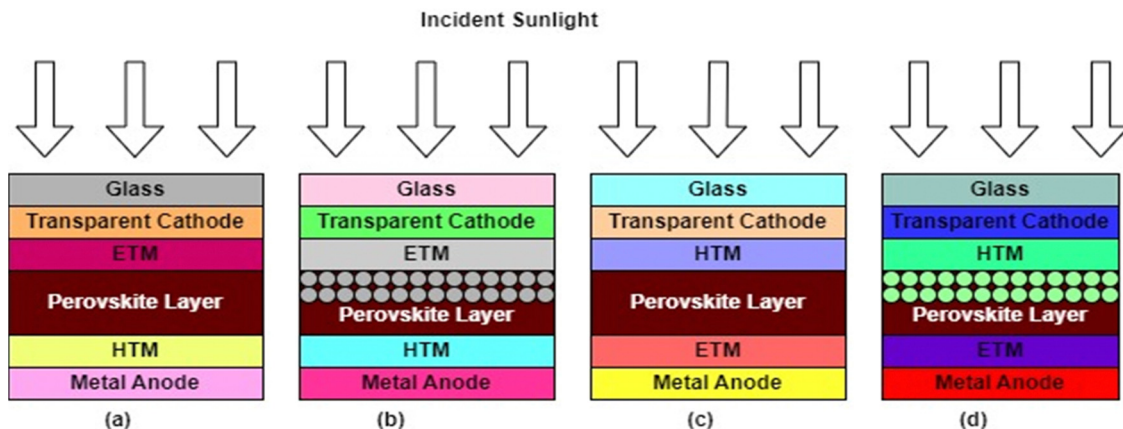 Incident Sunlight
Glass
Transparent Cathode
ETM
Perovskite Layer
HTM
Metal Anode
(a)
Glass
Transparent Cathode
ETM
Perovskite Layer
HTM
Metal Anode
(b)
Glass
Transparent Cathode
HTM
Perovskite Layer
ETM
Metal Anode
(c)
Glass
Transparent Cathode
HTM
Perovskite Layer
ETM
Metal Anode
(d)